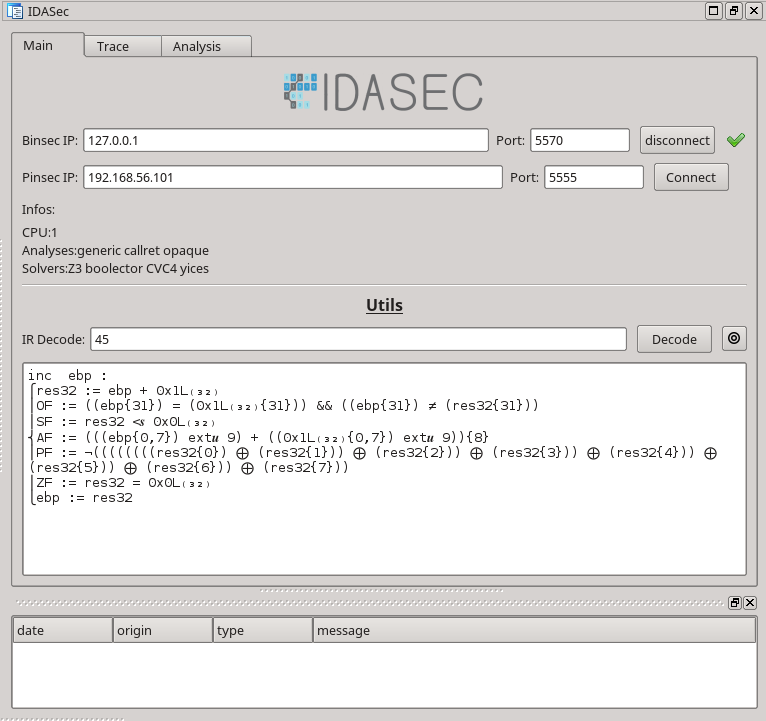 IDASec
Main Trace Analysis
IDASEC
Binsec IP: 127.0.0.1 Port: 5570 disconnect
Pinsec IP: 192.168.56.101 Port: 5555 Connect
Infos:
CPU:1
Analyses:generic callret opaque
Solvers:Z3 boolector CVC4 yices
Utils
IR Decode: 45 Decode
inc  ebp :
⎧res32 := ebp + 0x1L₍₃₂₎
⎪OF := ((ebp{31}) = (0x1L₍₃₂₎{31})) && ((ebp{31}) ≠ (res32{31}))
⎪SF := res32 <𝒔 0x0L₍₃₂₎
⎨AF := (((ebp{0,7}) ext𝒖 9) + ((0x1L₍₃₂₎{0,7}) ext𝒖 9)){8}
⎪PF := ¬((((((((res32{0}) ⨁ (res32{1})) ⨁ (res32{2})) ⨁ (res32{3})) ⨁ (res32{4})) ⨁
(res32{5})) ⨁ (res32{6})) ⨁ (res32{7}))
⎪ZF := res32 = 0x0L₍₃₂₎
⎩ebp := res32
date origin type message